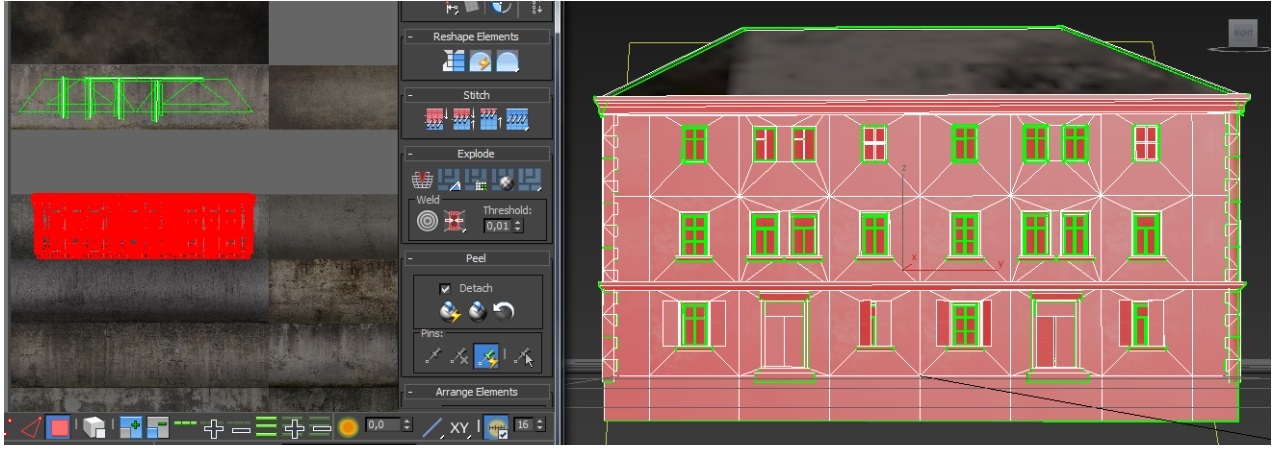 Reshape Elements
Stitch
Explode
Weld
Threshold:
0,01
Peel
Detach
Pins:
Arrange Elements
0,0
XY
16
RIGHT
z
x
y